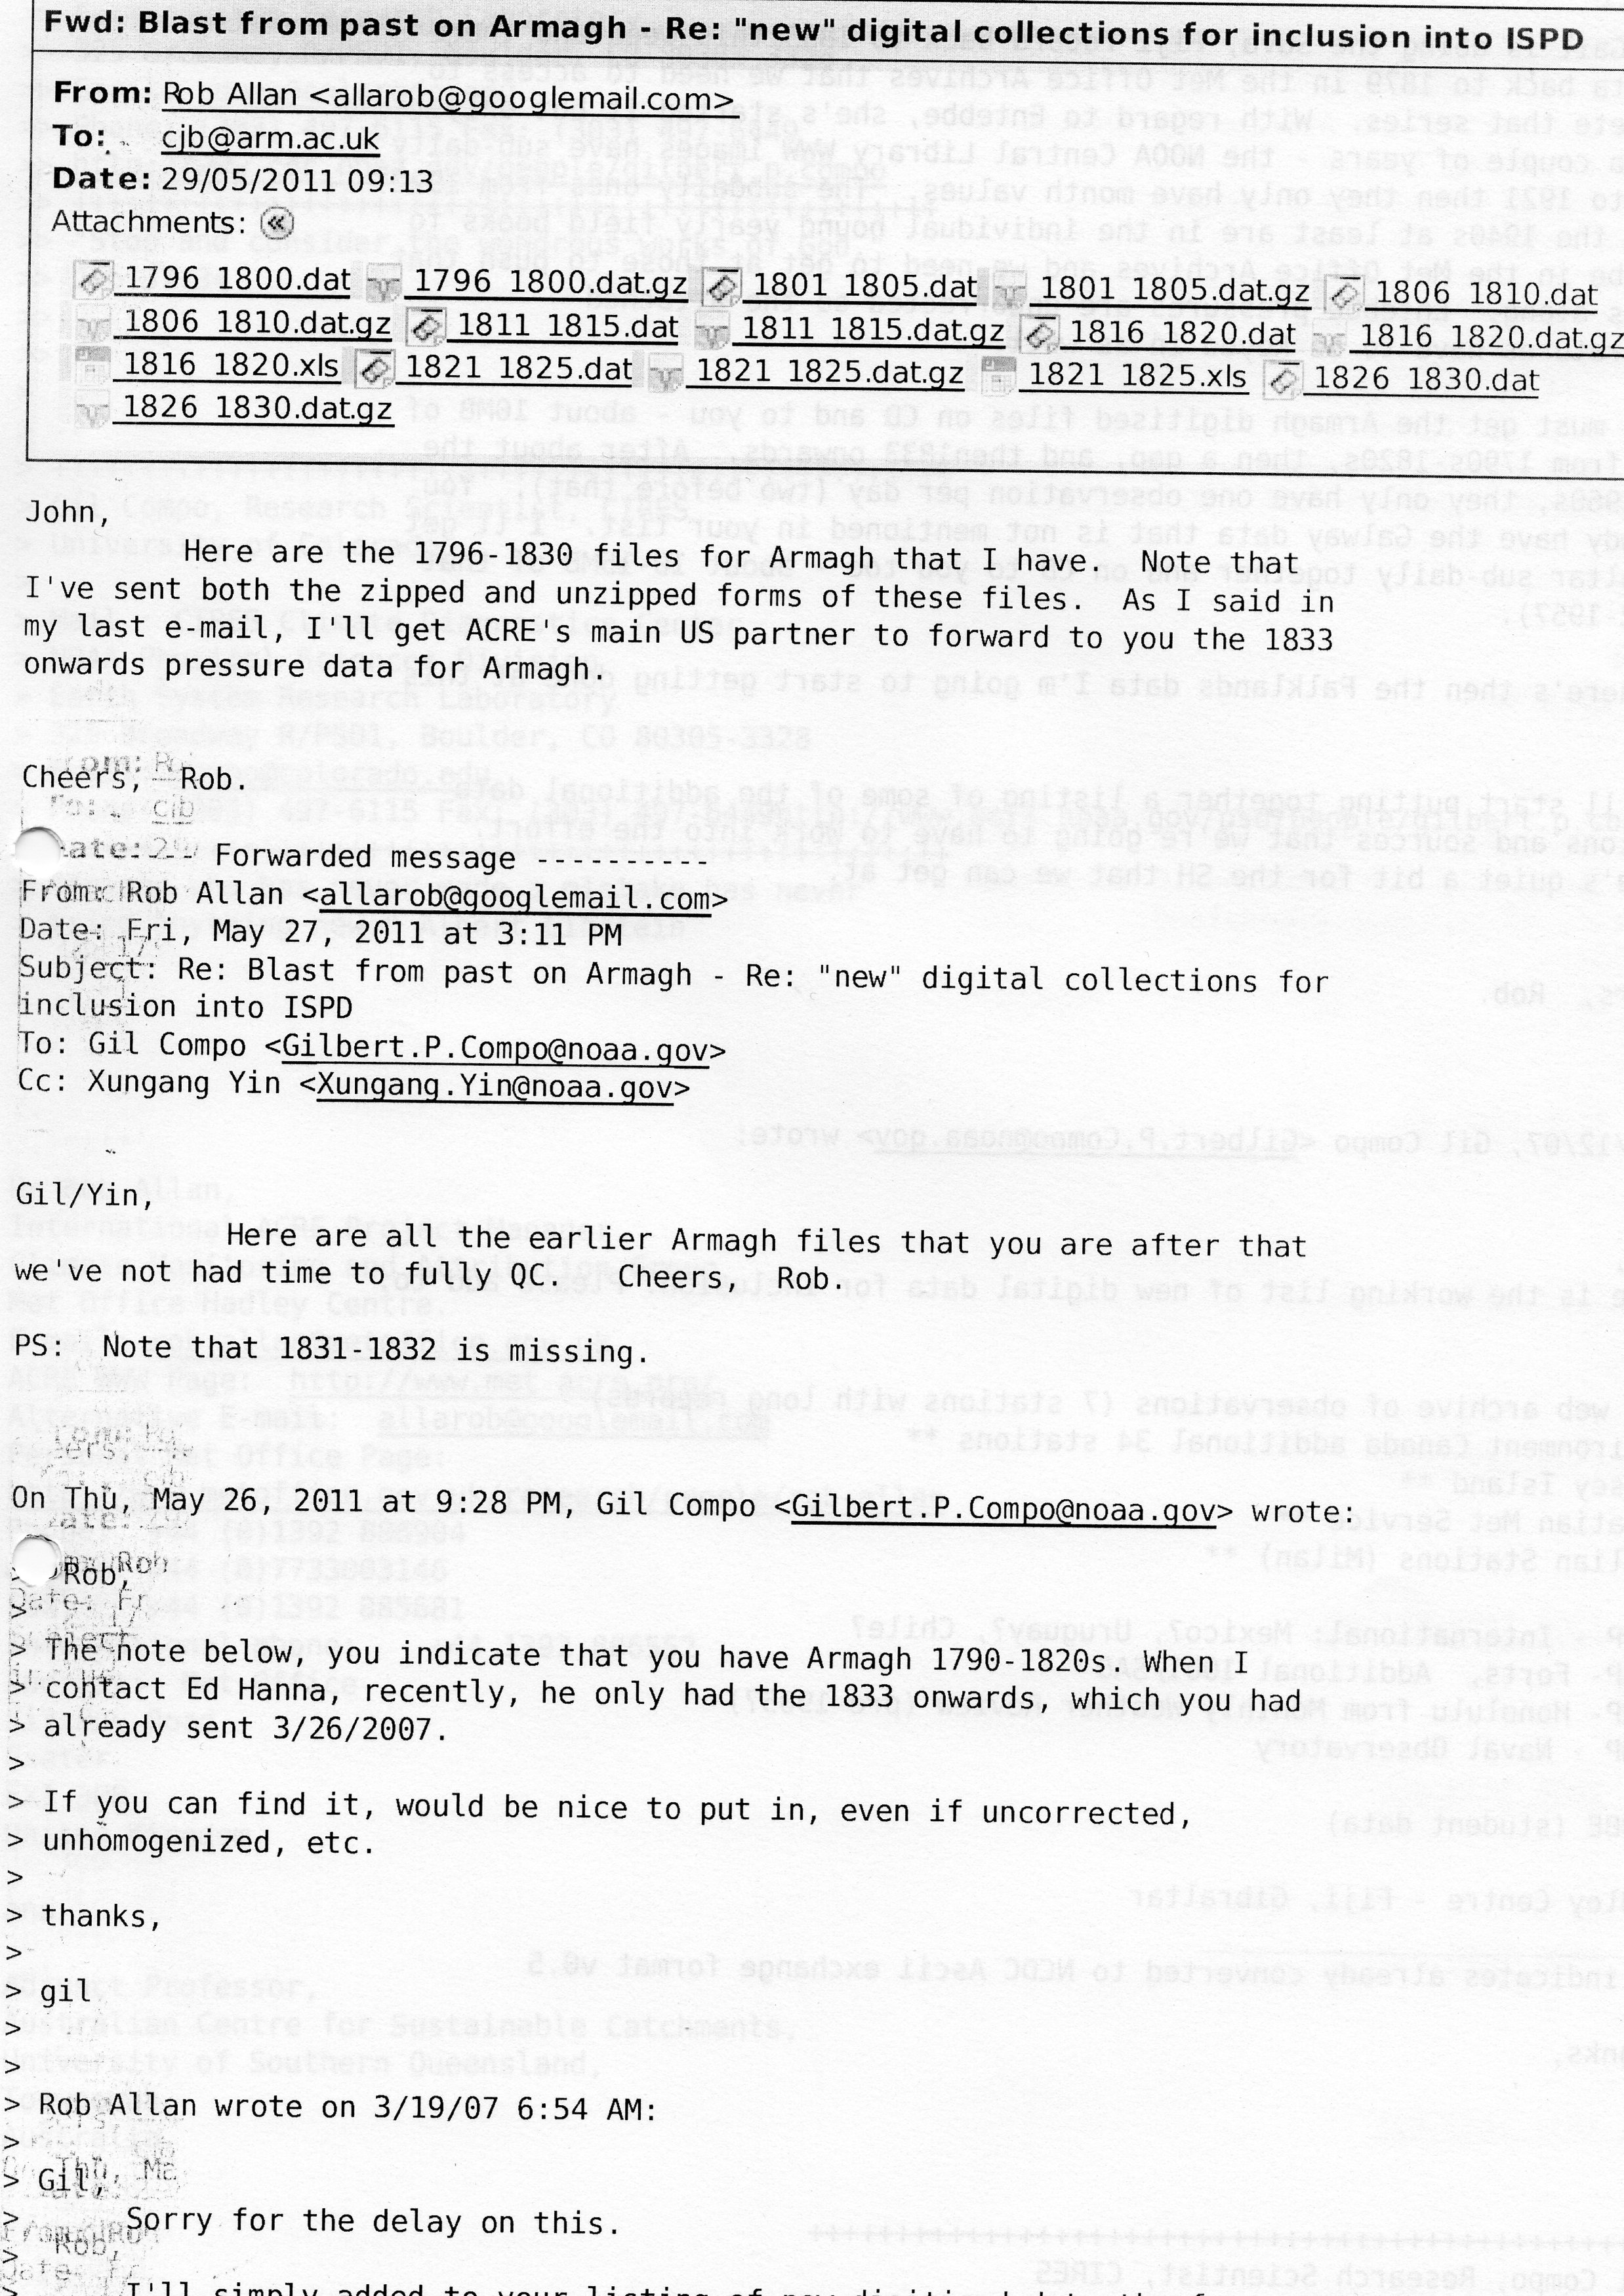 Fwd: Blast from past on Armagh - Re: "new" digital collections for inclusion into ISPD
From: Rob Allan <allarob@googlemail.com>
To: cjb@arm.ac.uk
Date: 29/05/2011 09:13
Attachments:
1796 1800.dat 1796 1800.dat.gz 1801 1805.dat 1801 1805.dat.gz 1806 1810.dat
1806 1810.dat.gz 1811 1815.dat 1811 1815.dat.gz 1816 1820.dat 1816 1820.dat.gz
1816 1820.xls 1821 1825.dat 1821 1825.dat.gz 1821 1825.xls 1826 1830.dat
1826 1830.dat.gz
John,
Here are the 1796-1830 files for Armagh that I have. Note that
I've sent both the zipped and unzipped forms of these files. As I said in
my last e-mail, I'll get ACRE's main US partner to forward to you the 1833
onwards pressure data for Armagh.
Cheers, Rob.
Forwarded message ----------
From: Rob Allan <allarob@googlemail.com>
Date: Fri, May 27, 2011 at 3:11 PM
Subject: Re: Blast from past on Armagh - Re: "new" digital collections for
inclusion into ISPD
To: Gil Compo <Gilbert.P.Compo@noaa.gov>
Cc: Xungang Yin <Xungang.Yin@noaa.gov>
Gil/Yin,
Here are all the earlier Armagh files that you are after that
we've not had time to fully QC. Cheers, Rob.
PS: Note that 1831-1832 is missing.
On Thu, May 26, 2011 at 9:28 PM, Gil Compo <Gilbert.P.Compo@noaa.gov> wrote:
> Rob,
>
> The note below, you indicate that you have Armagh 1790-1820s. When I
> contact Ed Hanna, recently, he only had the 1833 onwards, which you had
> already sent 3/26/2007.
>
> If you can find it, would be nice to put in, even if uncorrected,
> unhomogenized, etc.
>
> thanks,
>
> gil
>
>
> Rob Allan wrote on 3/19/07 6:54 AM:
>
> Gil,
> Sorry for the delay on this.
>
> I'll simply added to your listing of new